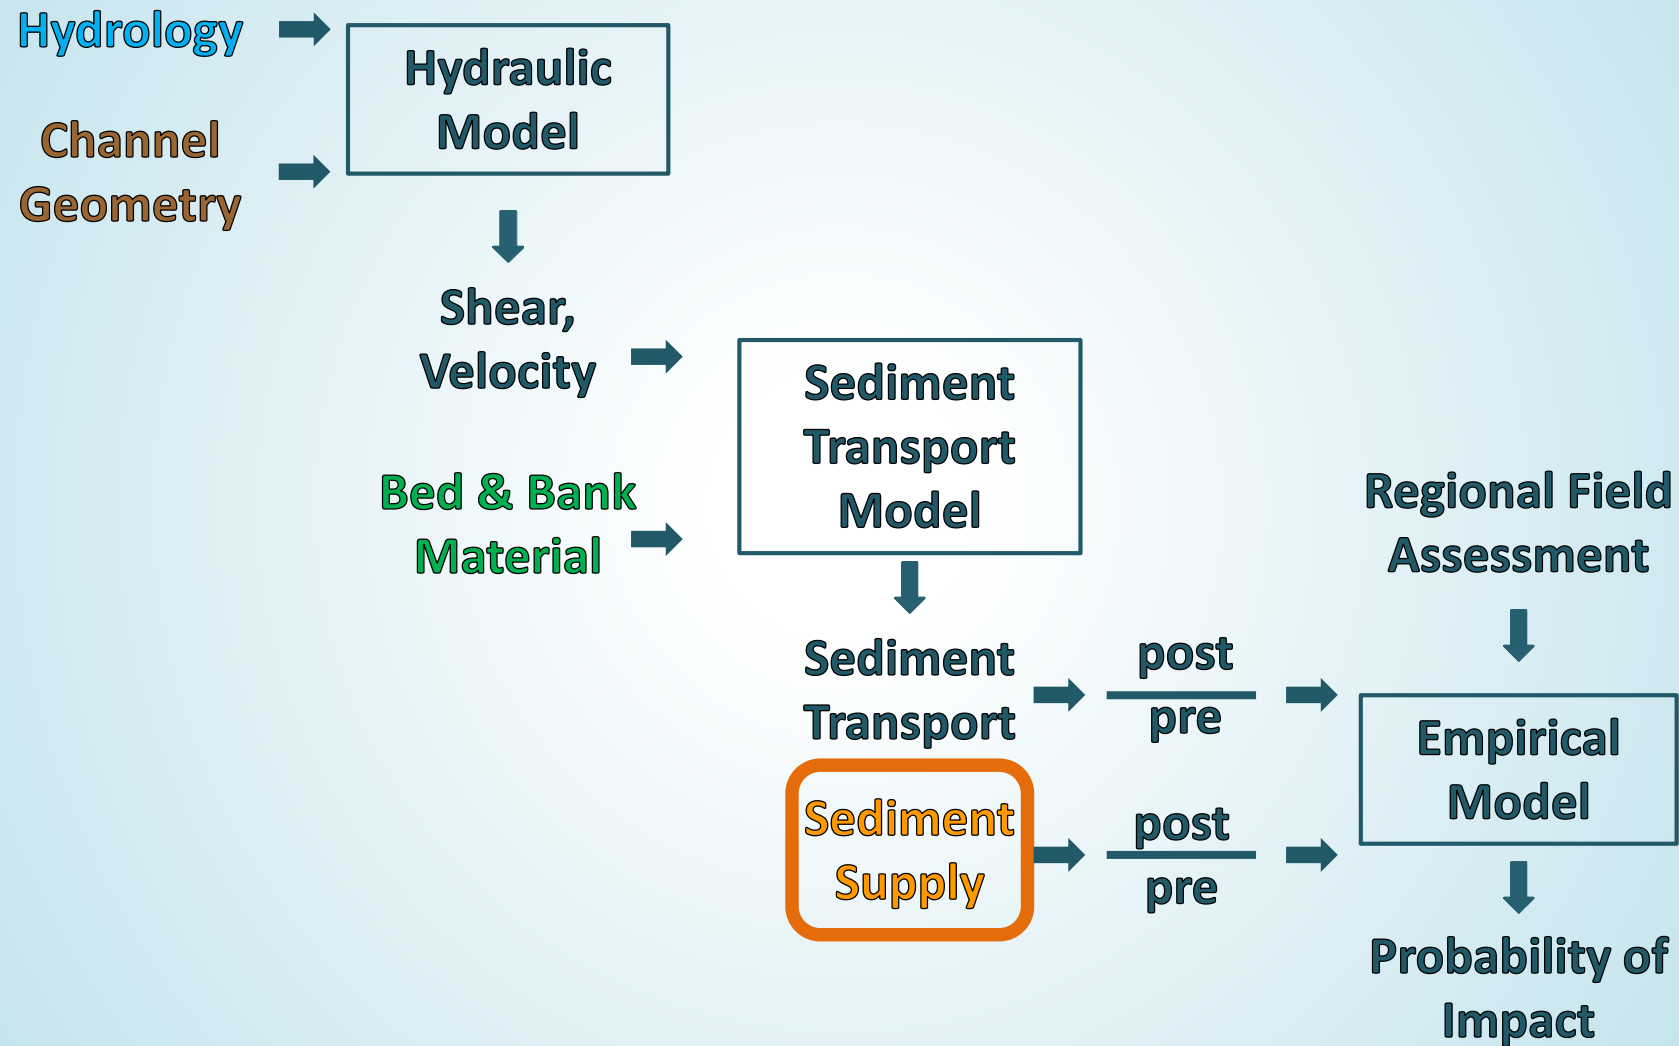 Hydrology
Channel
Geometry
Hydraulic
Model
Shear,
Velocity
Bed & Bank
Material
Sediment
Transport
Model
Sediment
Transport
post
pre
Sediment
Supply
post
pre
Regional Field
Assessment
Empirical
Model
Probability of
Impact